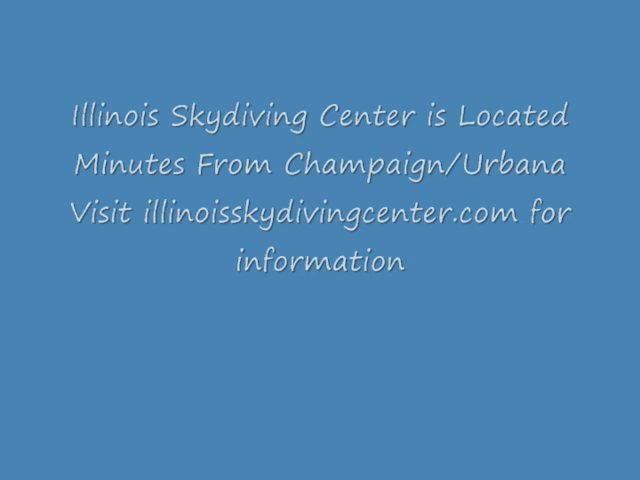 Illinois Skydiving Center is Located
Minutes From Champaign/Urbana
Visit illinoisskydivingcenter.com for
information